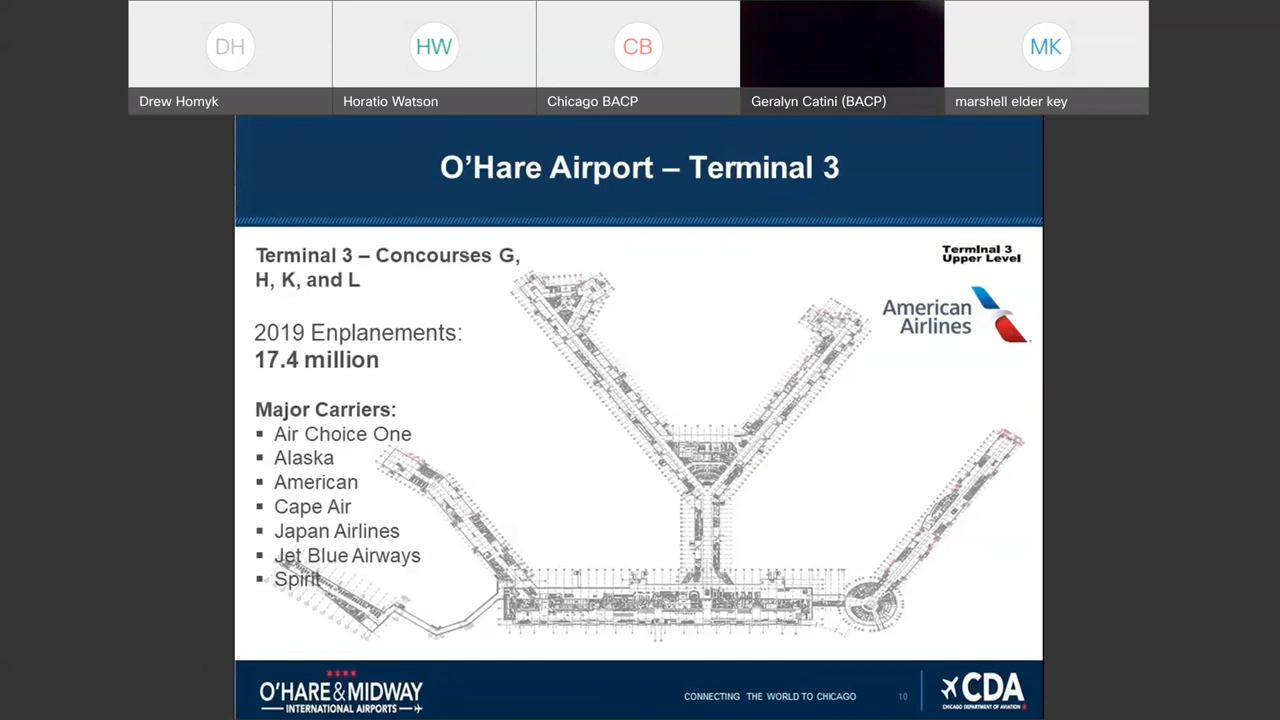 DH
HW
CB
MK
Drew Homyk
Horatio Watson
Chicago BACP
Geralyn Catini (BACP)
marshell elder key
O'Hare Airport – Terminal 3
Terminal 3 – Concourses G,
H, K, and L
2019 Enplanements:
17.4 million
Major Carriers:
▪ Air Choice One
▪ Alaska
▪ American
▪ Cape Air
▪ Japan Airlines
▪ Jet Blue Airways
▪ Spirit
Terminal 3
Upper Level
American
Airlines
O'HARE & MIDWAY
INTERNATIONAL AIRPORTS
CONNECTING THE WORLD TO CHICAGO
10
CDA
CHICAGO DEPARTMENT OF AVIATION